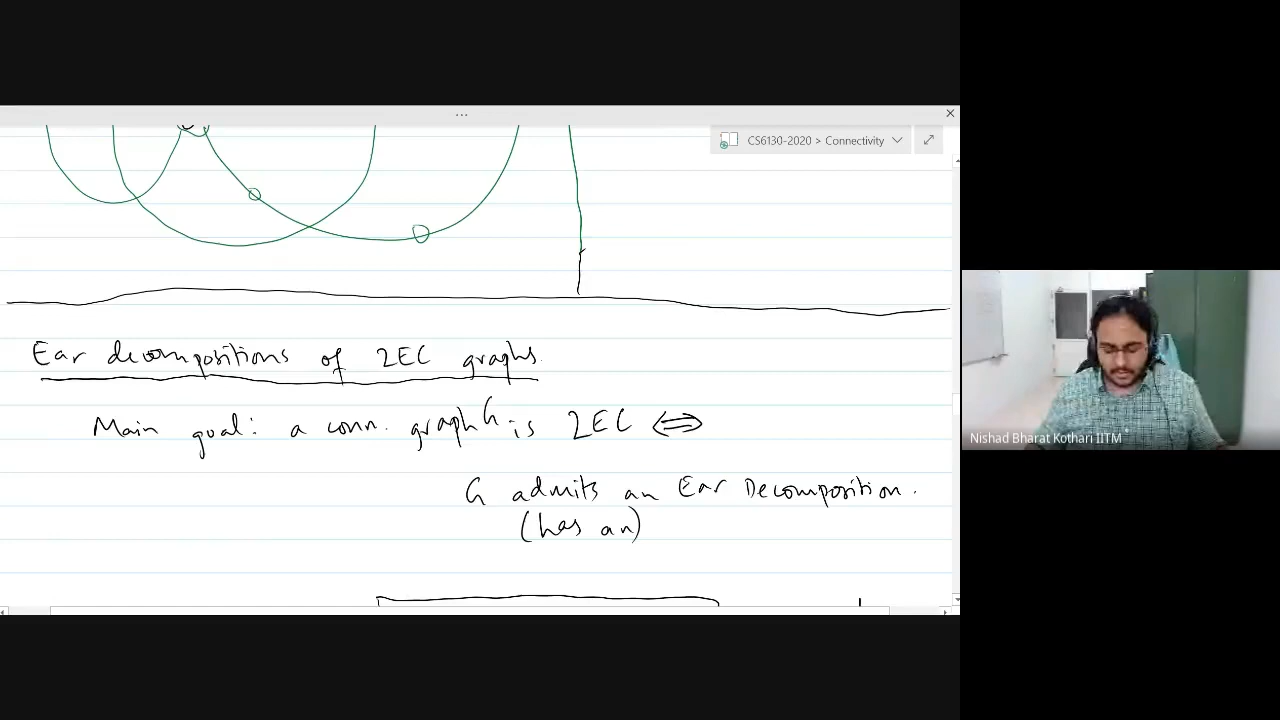 CS6130-2020 > Connectivity
Ear decompositions of 2EC graphs.
Main goal: a conn. graph G is 2EC ⟺
G admits an Ear Decomposition.
(has an)
Nishad Bharat Kothari IITM